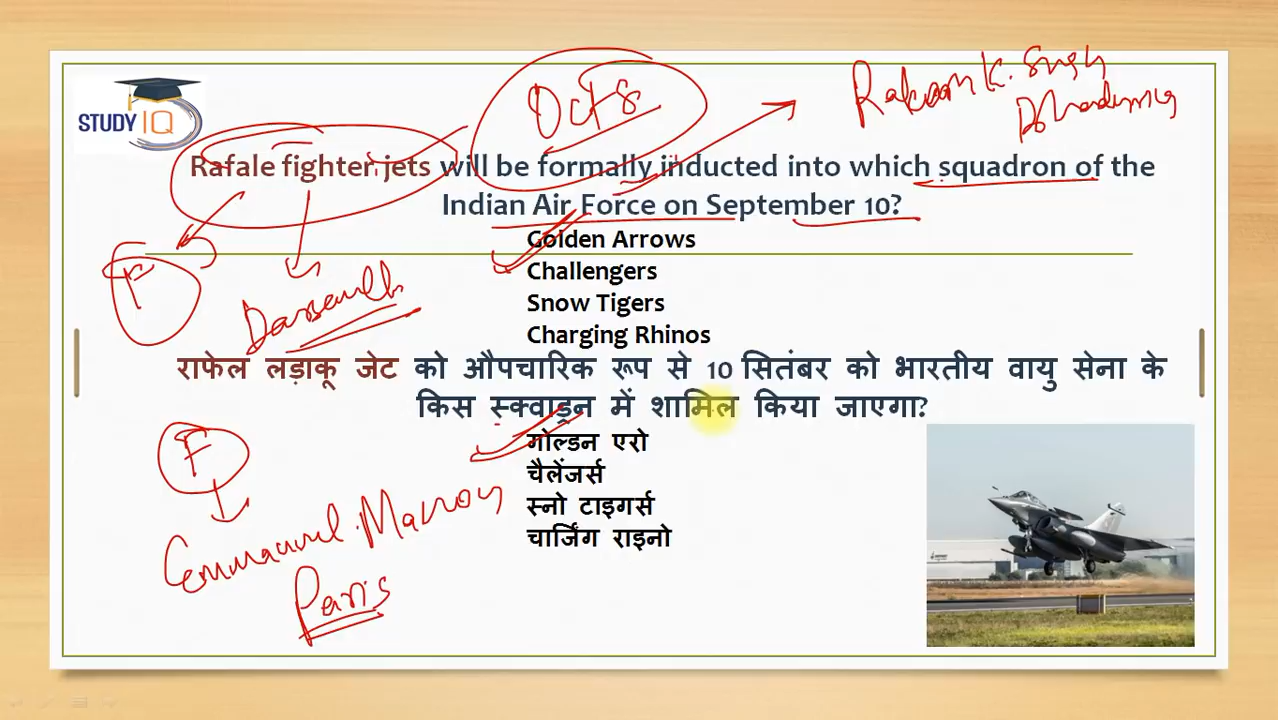 STUDY IQ
Oct 8
Rakesh K. Singh
Bhadauria
Rafale fighter jets will be formally inducted into which squadron of the
Indian Air Force on September 10?
Golden Arrows
Challengers
Snow Tigers
Charging Rhinos
F
Dassault
राफेल लड़ाकू जेट को औपचारिक रूप से 10 सितंबर को भारतीय वायु सेना के
किस स्क्वाड्रन में शामिल किया जाएगा?
गोल्डन एरो
चैलेंजर्स
स्नो टाइगर्स
चार्जिंग राइनो
F
Emmanuel Macron
Paris